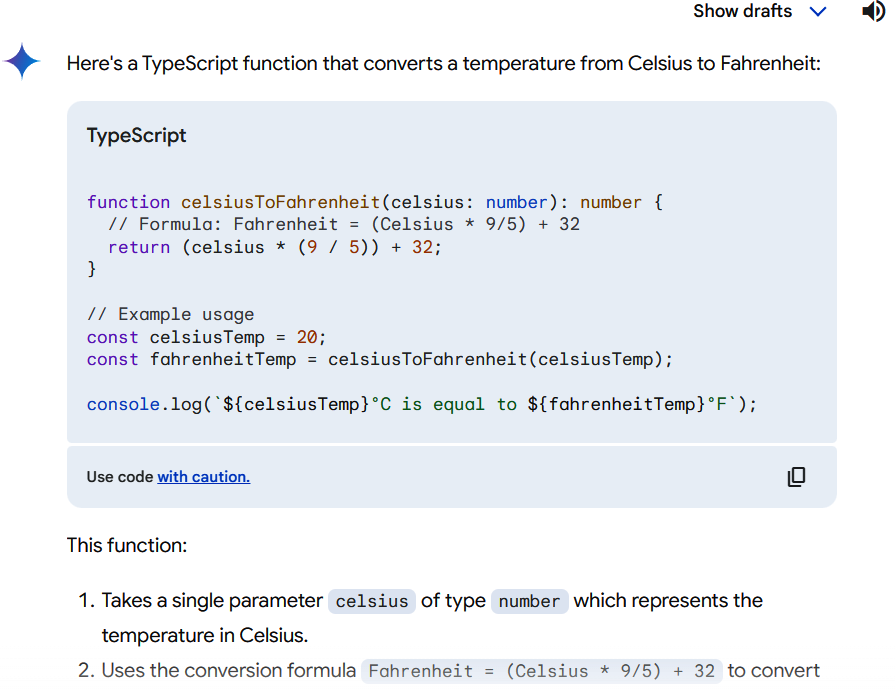 Show drafts
Here's a TypeScript function that converts a temperature from Celsius to Fahrenheit:
TypeScript
function celsiusToFahrenheit(celsius: number): number {
  // Formula: Fahrenheit = (Celsius * 9/5) + 32
  return (celsius * (9 / 5)) + 32;
}
// Example usage
const celsiusTemp = 20;
const fahrenheitTemp = celsiusToFahrenheit(celsiusTemp);
console.log(`${celsiusTemp}°C is equal to ${fahrenheitTemp}°F`);
Use code with caution.
This function:
1. Takes a single parameter celsius of type number which represents the
temperature in Celsius.
2. Uses the conversion formula Fahrenheit = (Celsius * 9/5) + 32 to convert